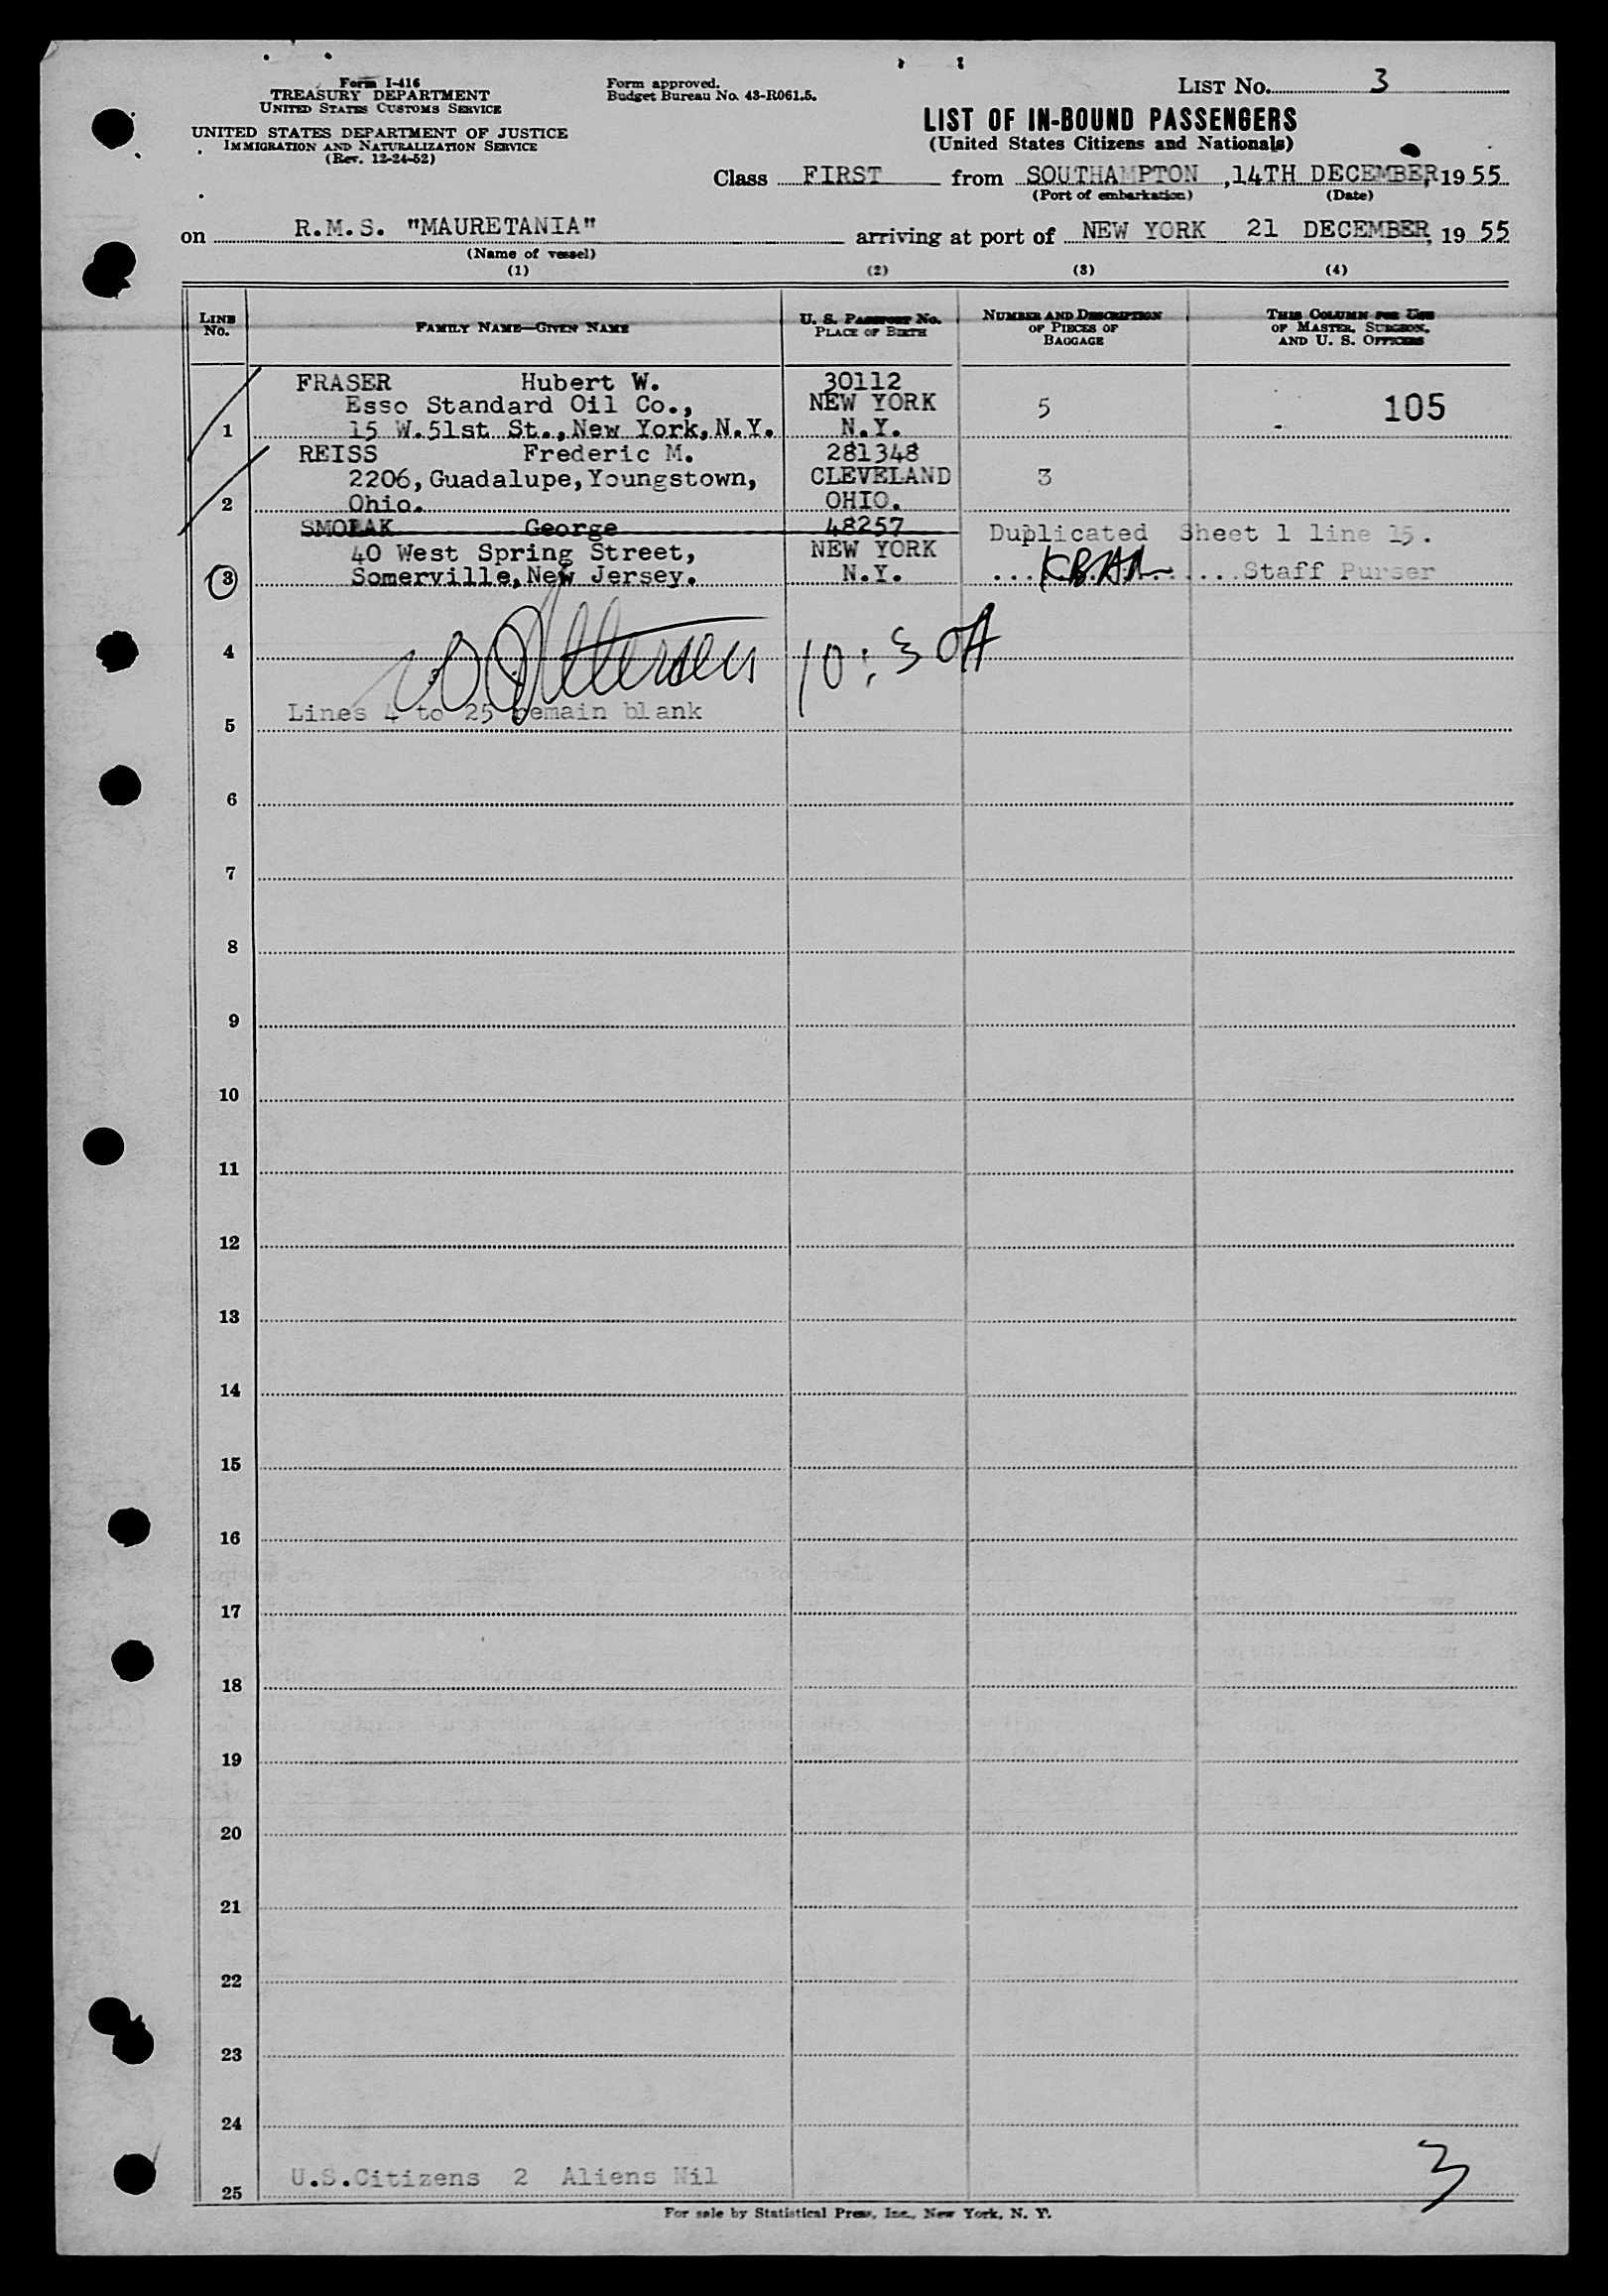 Form I-416
TREASURY DEPARTMENT
UNITED STATES CUSTOMS SERVICE
UNITED STATES DEPARTMENT OF JUSTICE
IMMIGRATION AND NATURALIZATION SERVICE
(Rev. 12-24-52)
Form approved.
Budget Bureau No. 43-R061.5.
LIST No. 3
LIST OF IN-BOUND PASSENGERS
(United States Citizens and Nationals)
Class FIRST from SOUTHAMPTON, 14TH DECEMBER, 1955
(Port of embarkation) (Date)
on R.M.S. "MAURETANIA" arriving at port of NEW YORK 21 DECEMBER, 1955
(Name of vessel)
(1) (2) (3) (4)
LINE No. FAMILY NAME—GIVEN NAME U. S. PASSPORT No. PLACE OF BIRTH NUMBER AND DESCRIPTION OF PIECES OF BAGGAGE THIS COLUMN FOR USE OF MASTER, SURGEON, AND U. S. OFFICERS
FRASER Hubert W. 30112
Esso Standard Oil Co., NEW YORK 5 105
1 15 W.51st St.,New York,N.Y. N.Y.
REISS Frederic M. 281348
2206,Guadalupe,Youngstown, CLEVELAND 3
2 Ohio. OHIO.
SMOLAK George 48257 Duplicated Sheet 1 line 15.
40 West Spring Street, NEW YORK
3 Somerville,New Jersey. N.Y. Staff Purser
4 10:30A
Lines 4 to 25 remain blank
5
6
7
8
9
10
11
12
13
14
15
16
17
18
19
20
21
22
23
24
U.S.Citizens 2 Aliens Nil 3
25
For sale by Statistical Press, Inc., New York, N. Y.